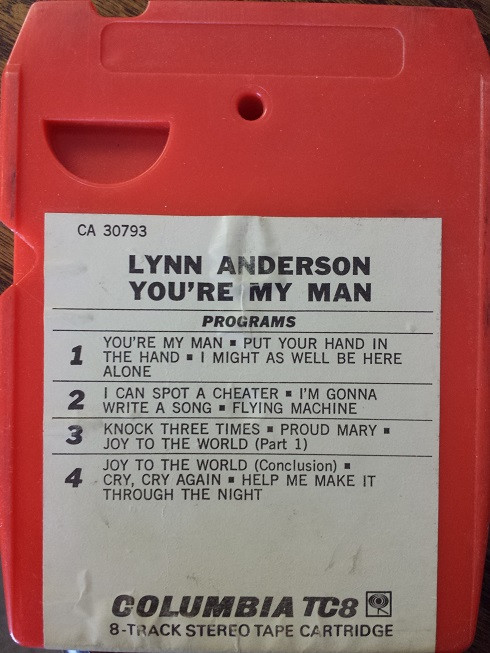 CA 30793
LYNN ANDERSON
YOU'RE MY MAN
PROGRAMS
1 YOU'RE MY MAN ▪ PUT YOUR HAND IN
THE HAND ▪ I MIGHT AS WELL BE HERE
ALONE
2 I CAN SPOT A CHEATER ▪ I'M GONNA
WRITE A SONG ▪ FLYING MACHINE
3 KNOCK THREE TIMES ▪ PROUD MARY ▪
JOY TO THE WORLD (Part 1)
4 JOY TO THE WORLD (Conclusion) ▪
CRY, CRY AGAIN ▪ HELP ME MAKE IT
THROUGH THE NIGHT
COLUMBIA TC8
8-TRACK STEREO TAPE CARTRIDGE